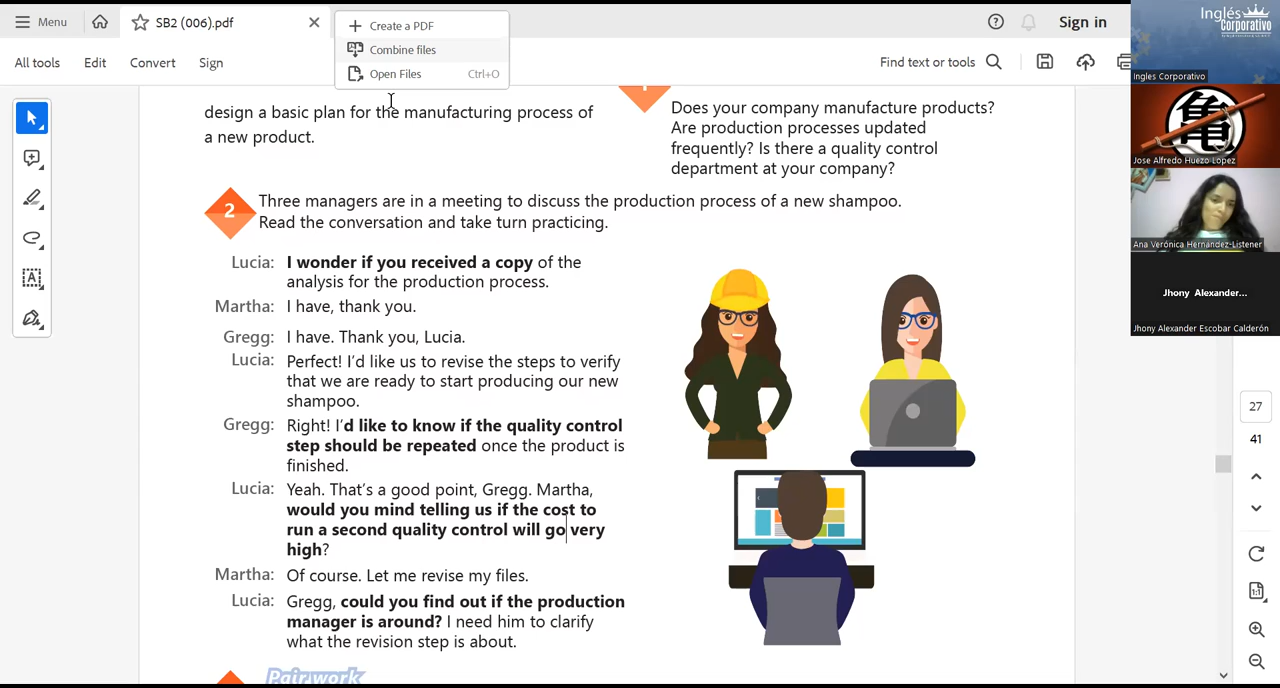 Menu
SB2 (006).pdf
Create a PDF
Combine files
Open Files Ctrl+O
Sign in
All tools Edit Convert Sign
Find text or tools
design a basic plan for the manufacturing process of
a new product.
Does your company manufacture products?
Are production processes updated
frequently? Is there a quality control
department at your company?
2
Three managers are in a meeting to discuss the production process of a new shampoo.
Read the conversation and take turn practicing.
Lucia: I wonder if you received a copy of the
analysis for the production process.
Martha: I have, thank you.
Gregg: I have. Thank you, Lucia.
Lucia: Perfect! I'd like us to revise the steps to verify
that we are ready to start producing our new
shampoo.
Gregg: Right! I'd like to know if the quality control
step should be repeated once the product is
finished.
Lucia: Yeah. That's a good point, Gregg. Martha,
would you mind telling us if the cost to
run a second quality control will go very
high?
Martha: Of course. Let me revise my files.
Lucia: Gregg, could you find out if the production
manager is around? I need him to clarify
what the revision step is about.
Pair work
27
41
Inglés
Corporativo
Ingles Corporativo
亀
Jose Alfredo Huezo Lopez
Ana Verónica Hernández-Listener
Jhony Alexander...
Jhony Alexander Escobar Calderón